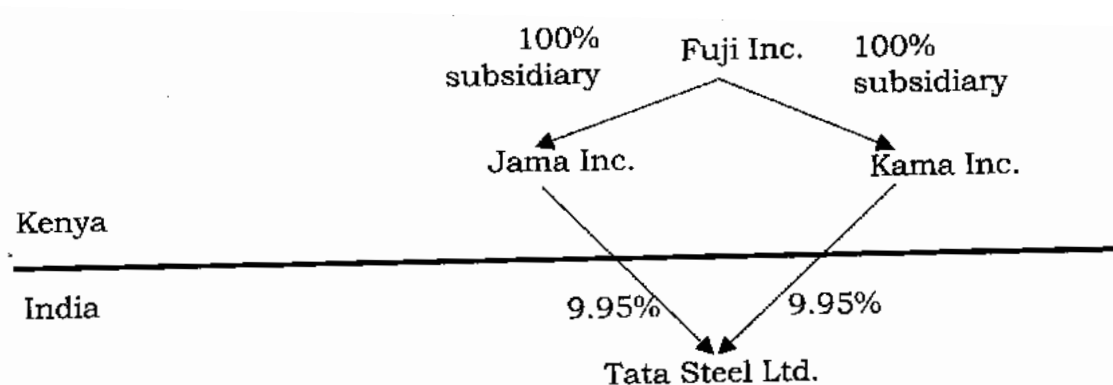 100% subsidiary
Fuji Inc.
100% subsidiary
Jama Inc.
Kama Inc.
Kenya
India
9.95%
9.95%
Tata Steel Ltd.